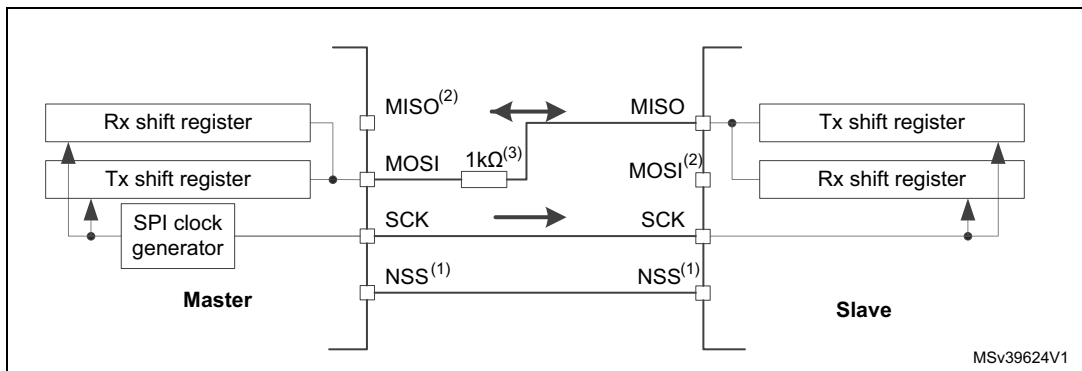 MISO(2) MISO
Rx shift register Tx shift register
MOSI 1kΩ(3) MOSI(2)
Tx shift register Rx shift register
SPI clock generator SCK SCK
NSS(1) NSS(1)
Master Slave
MSv39624V1